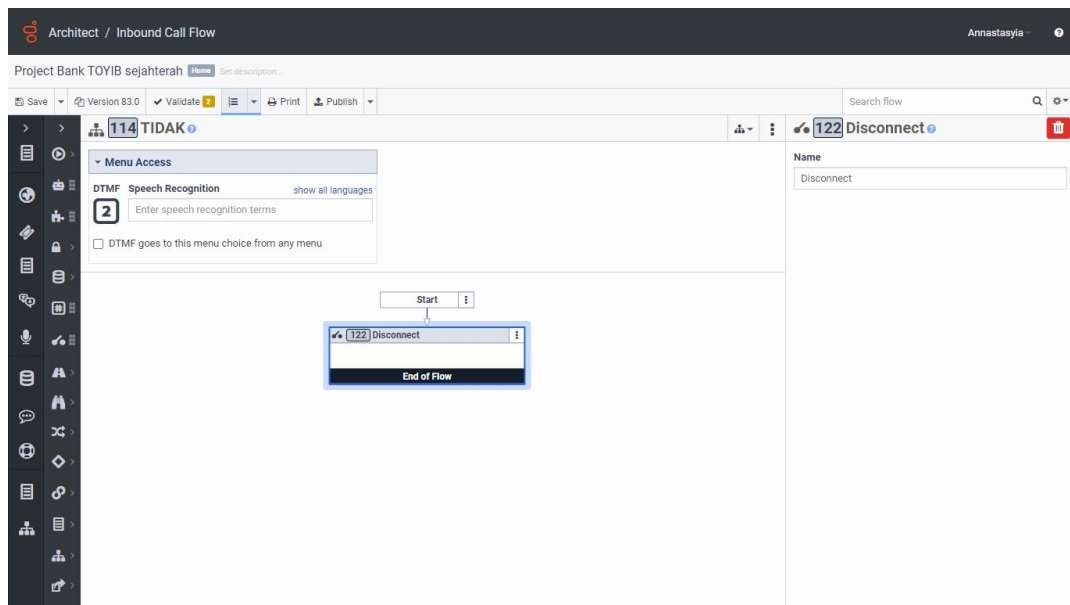 Architect / Inbound Call Flow
Annastasyia
Project Bank TOYIB sejahterah Home Set description...
Save Version 83.0 Validate 2 Print Publish
Search flow
114 TIDAK
122 Disconnect
Menu Access
DTMF Speech Recognition show all languages
2 Enter speech recognition terms
DTMF goes to this menu choice from any menu
Start
122 Disconnect
End of Flow
Name
Disconnect